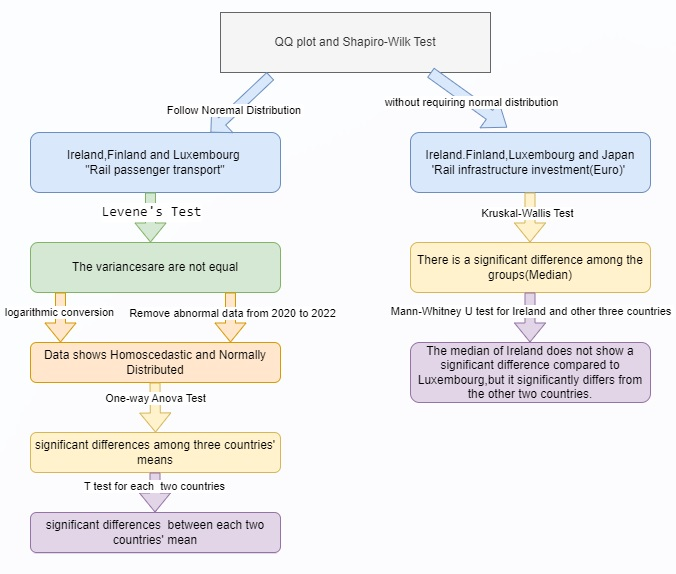 QQ plot and Shapiro-Wilk Test
Follow Noremal Distribution
without requiring normal distribution
Ireland,Finland and Luxembourg
"Rail passenger transport"
Levene's Test
The variancesare are not equal
logarithmic conversion
Remove abnormal data from 2020 to 2022
Data shows Homoscedastic and Normally
Distributed
One-way Anova Test
significant differences among three countries'
means
T test for each two countries
significant differences between each two
countries' mean
Ireland.Finland,Luxembourg and Japan
'Rail infrastructure investment(Euro)'
Kruskal-Wallis Test
There is a significant difference among the
groups(Median)
Mann-Whitney U test for Ireland and other three countries
The median of Ireland does not show a
significant difference compared to
Luxembourg,but it significantly differs from
the other two countries.